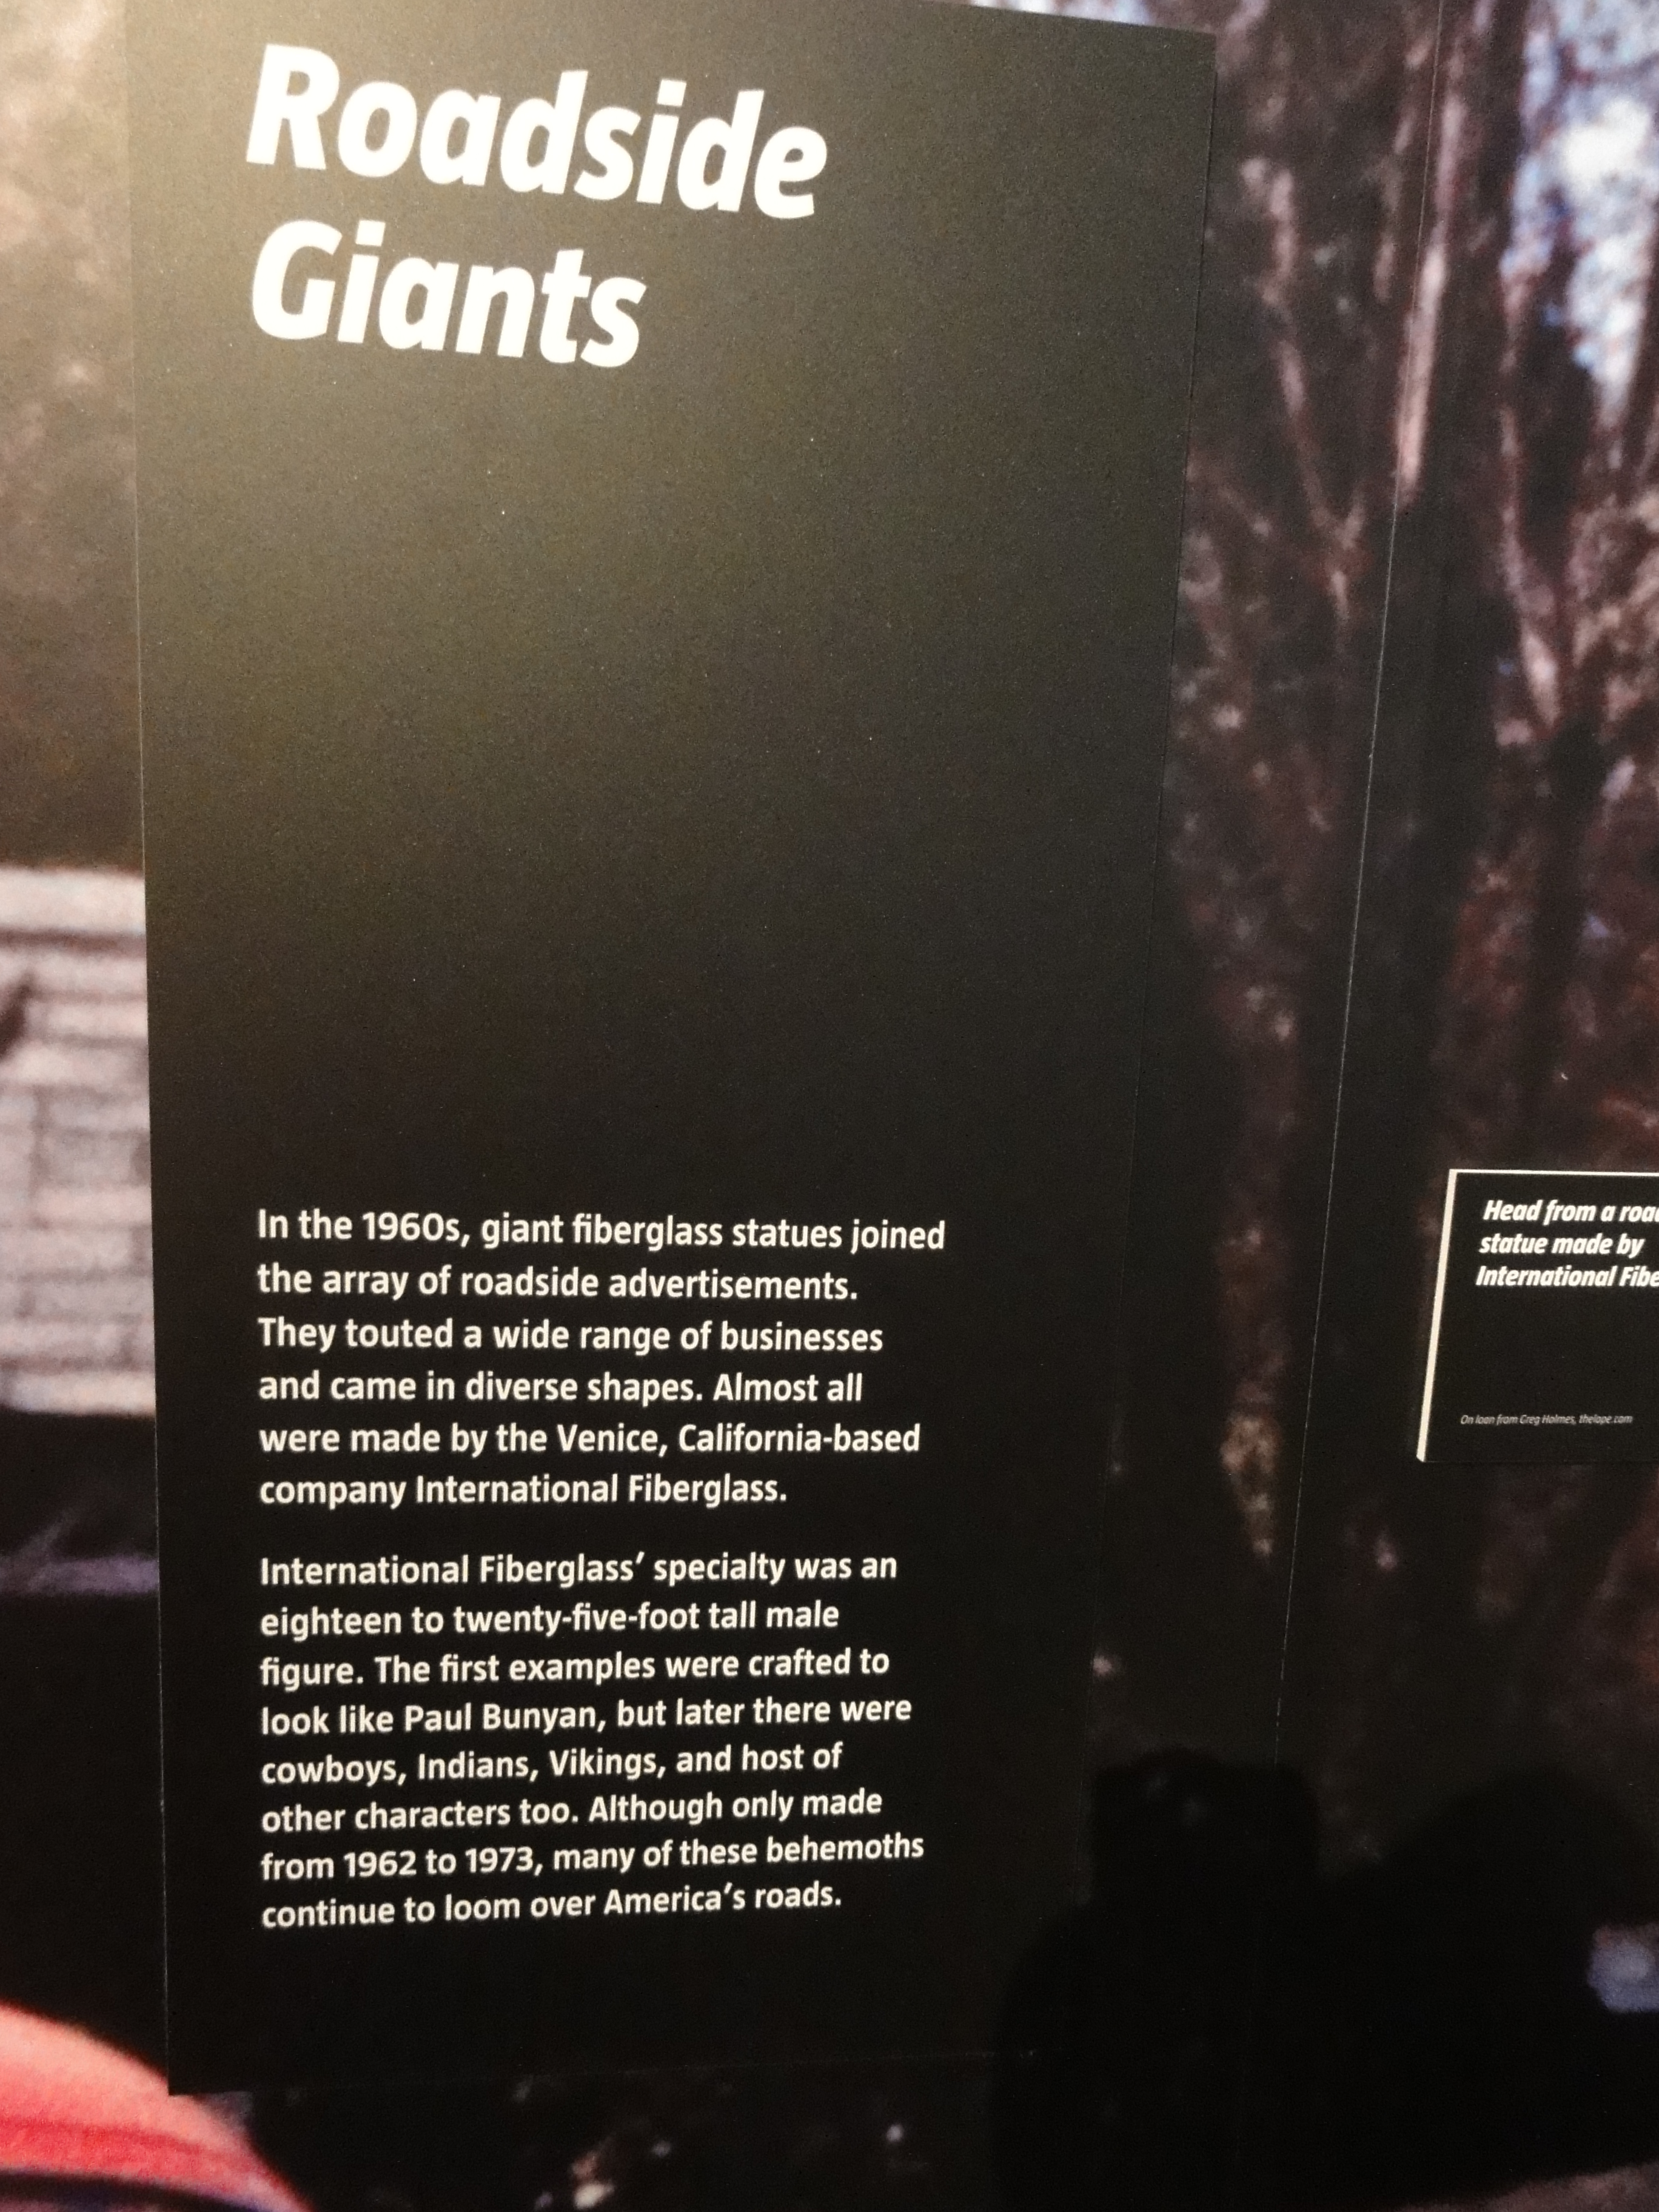 Roadside
Giants
In the 1960s, giant fiberglass statues joined
the array of roadside advertisements.
They touted a wide range of businesses
and came in diverse shapes. Almost all
were made by the Venice, California-based
company International Fiberglass.
International Fiberglass’ specialty was an
eighteen to twenty-five-foot tall male
figure. The first examples were crafted to
look like Paul Bunyan, but later there were
cowboys, Indians, Vikings, and host of
other characters too. Although only made
from 1962 to 1973, many of these behemoths
continue to loom over America’s roads.
Head from a
statue made by
International
On loan from Greg Holmes, thelope.com